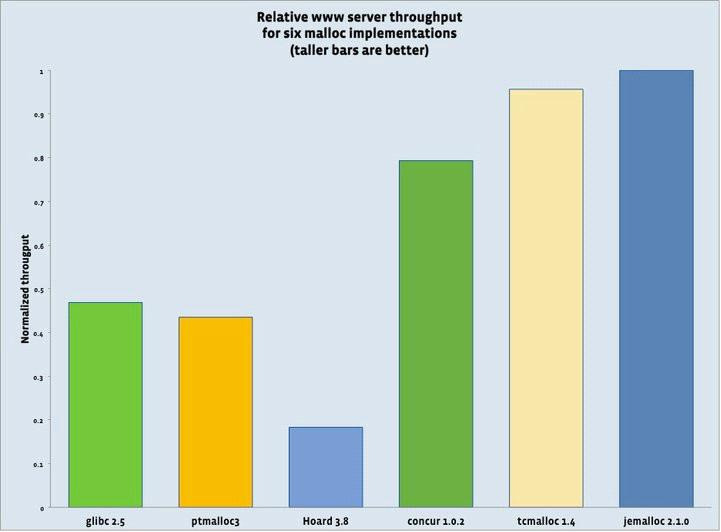 Relative www server throughput
for six malloc implementations
(taller bars are better)
1
0.9
0.8
0.7
0.6
0.5
0.4
0.3
0.2
0.1
0
Normalized througput
glibc 2.5
ptmalloc3
Hoard 3.8
concur 1.0.2
tcmalloc 1.4
jemalloc 2.1.0